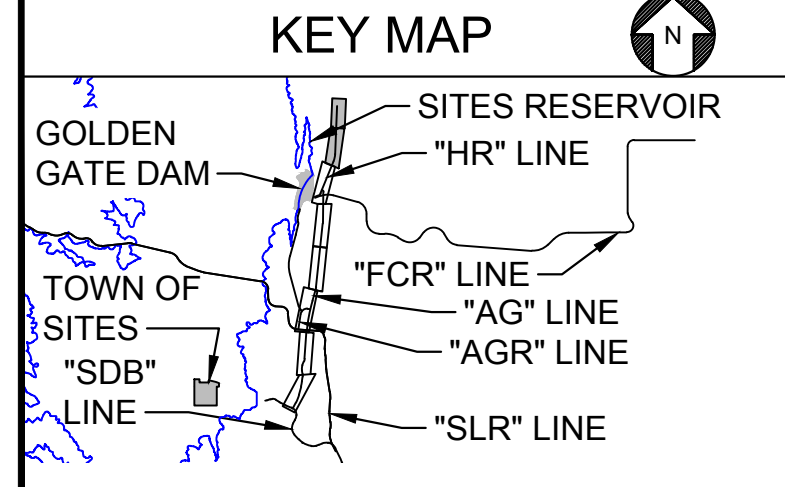 KEY MAP
N
SITES RESERVOIR
GOLDEN
GATE DAM
"HR" LINE
"FCR" LINE
TOWN OF
SITES
"AG" LINE
"AGR" LINE
"SDB"
LINE
"SLR" LINE